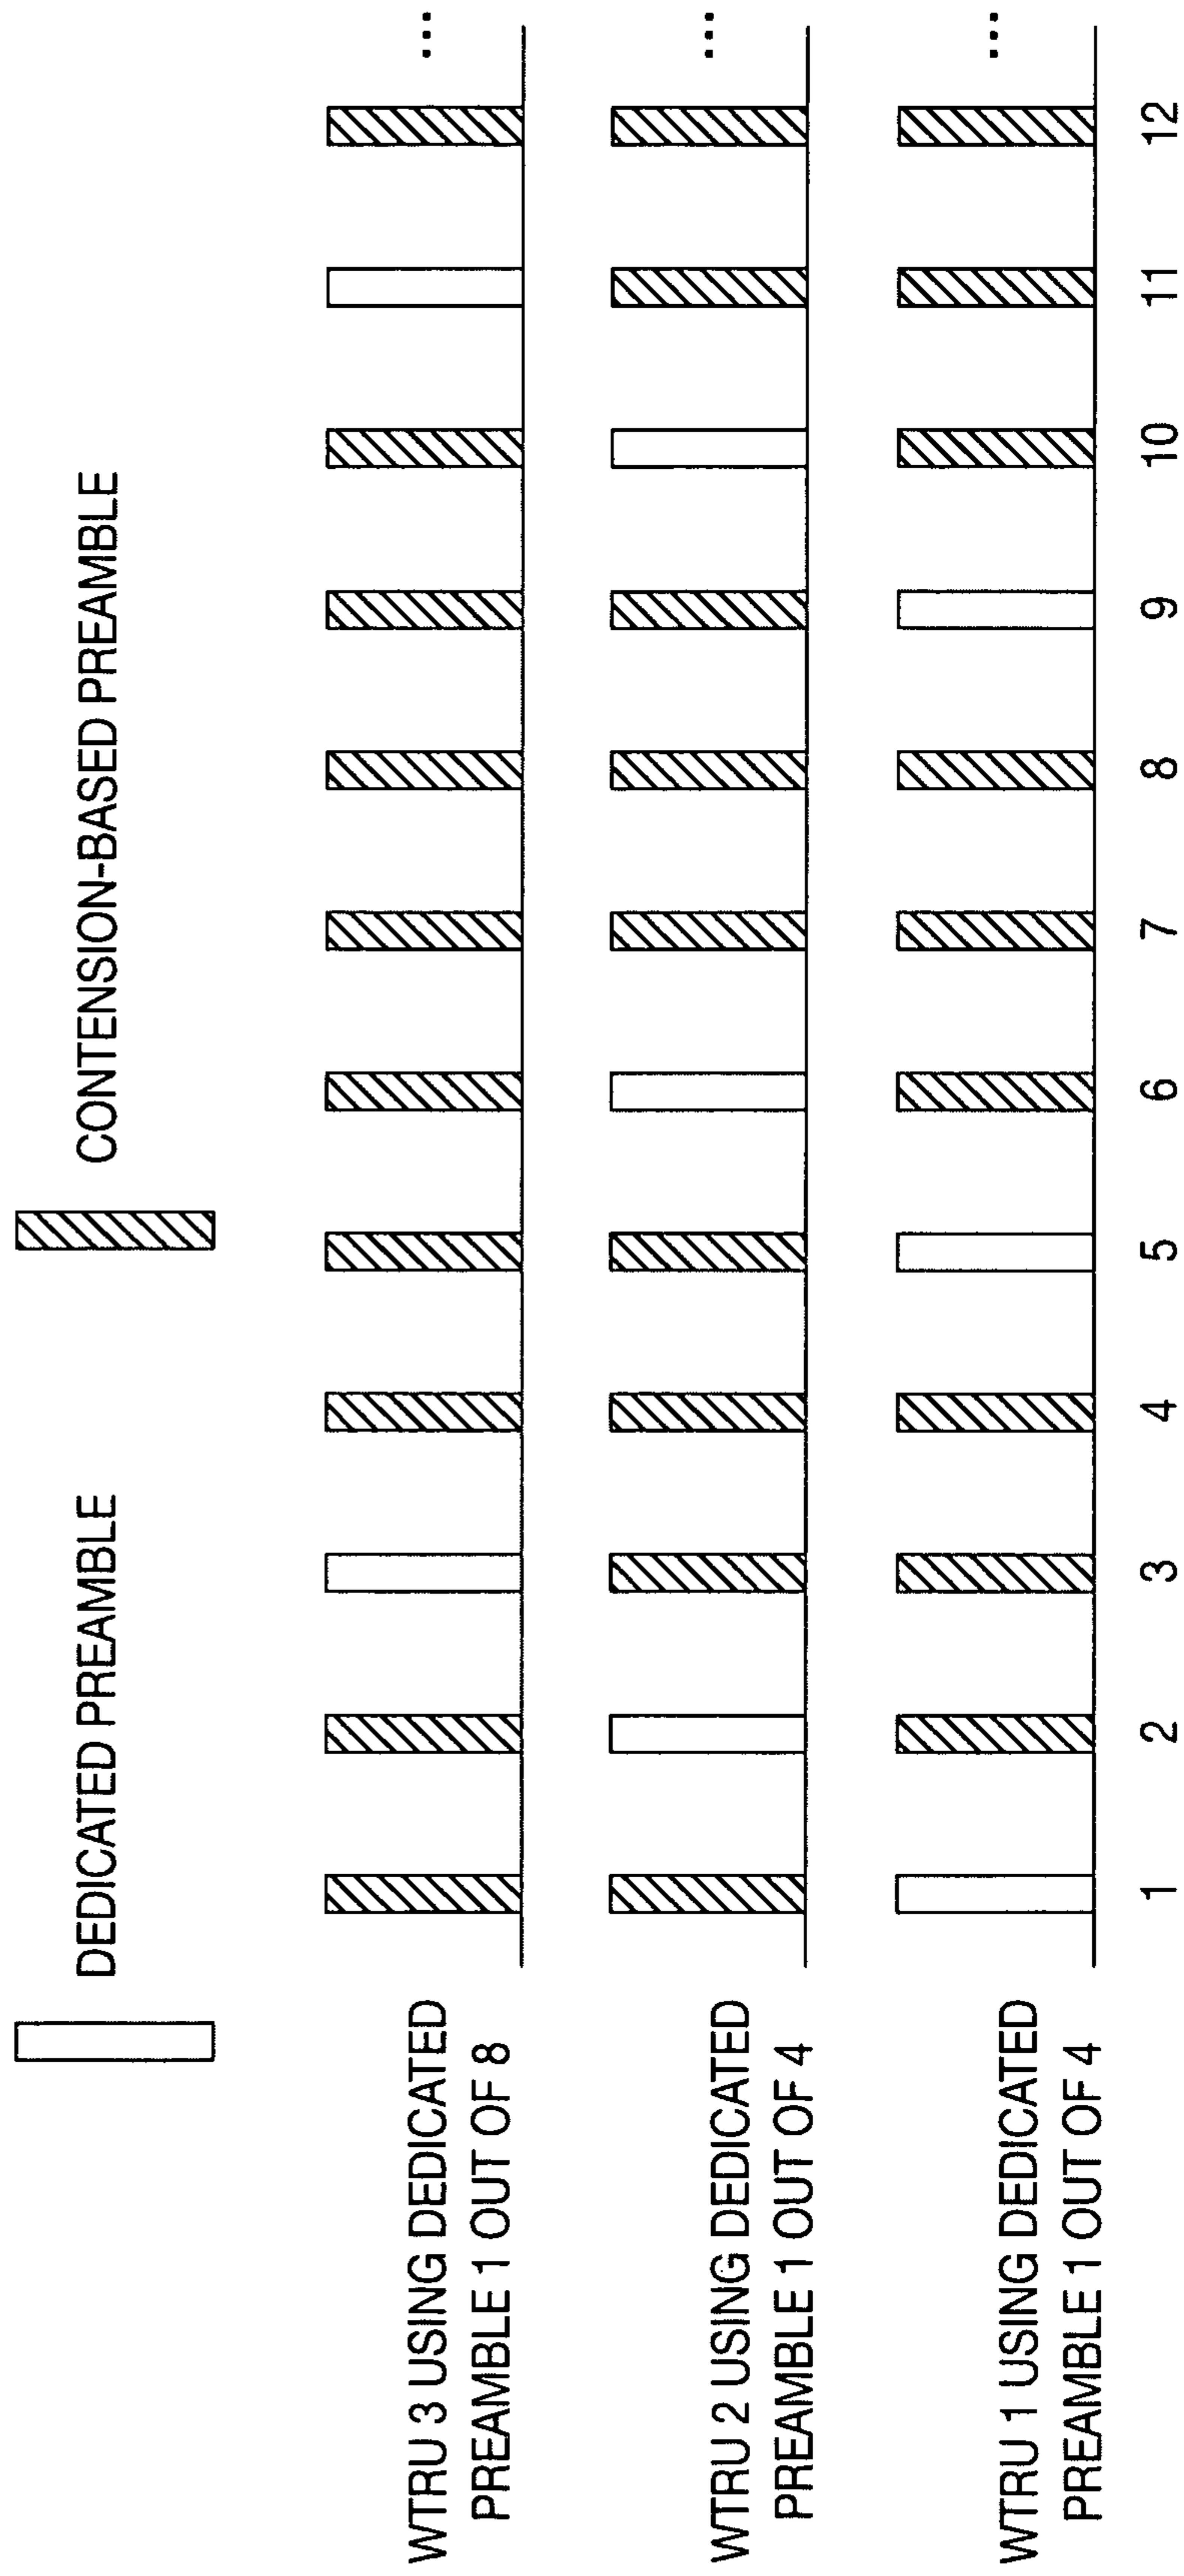 DEDICATED PREAMBLE
CONTENSION-BASED PREAMBLE
WTRU 3 USING DEDICATED
PREAMBLE 1 OUT OF 8
...
WTRU 2 USING DEDICATED
PREAMBLE 1 OUT OF 4
...
WTRU 1 USING DEDICATED
PREAMBLE 1 OUT OF 4
...
1 2 3 4 5 6 7 8 9 10 11 12